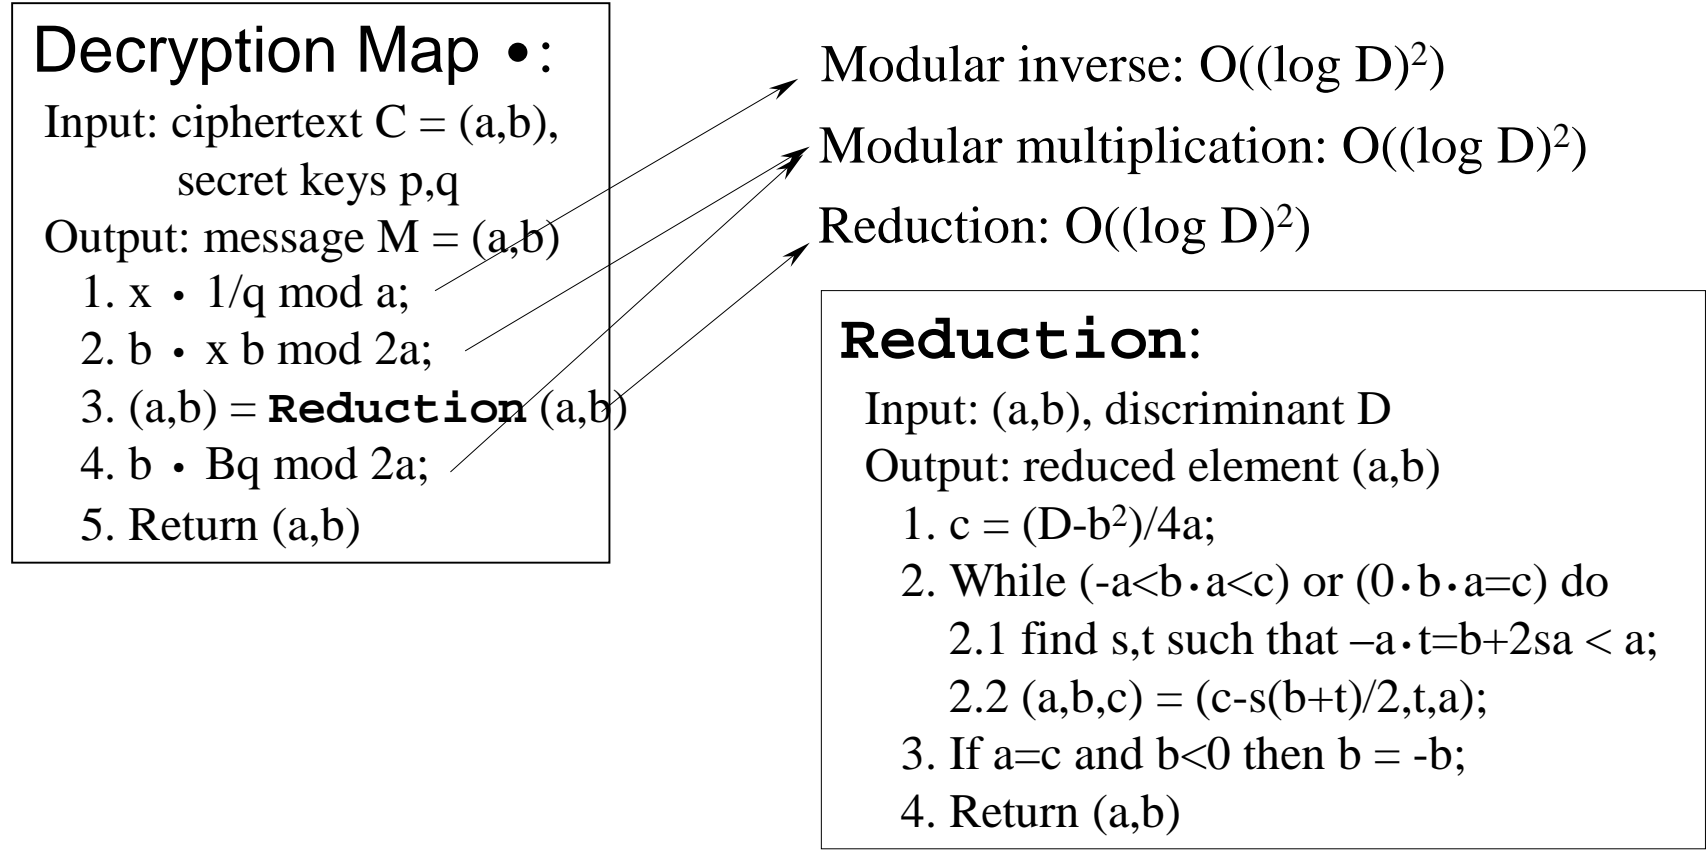 Decryption Map •:
Input: ciphertext C = (a,b),
secret keys p,q
Output: message M = (a,b)
1. x • 1/q mod a;
2. b • x b mod 2a;
3. (a,b) = Reduction (a,b)
4. b • Bq mod 2a;
5. Return (a,b)
Modular inverse: O((log D)²)
Modular multiplication: O((log D)²)
Reduction: O((log D)²)
Reduction:
Input: (a,b), discriminant D
Output: reduced element (a,b)
1. c = (D-b²)/4a;
2. While (-a<b•a<c) or (0•b•a=c) do
2.1 find s,t such that –a•t=b+2sa < a;
2.2 (a,b,c) = (c-s(b+t)/2,t,a);
3. If a=c and b<0 then b = -b;
4. Return (a,b)